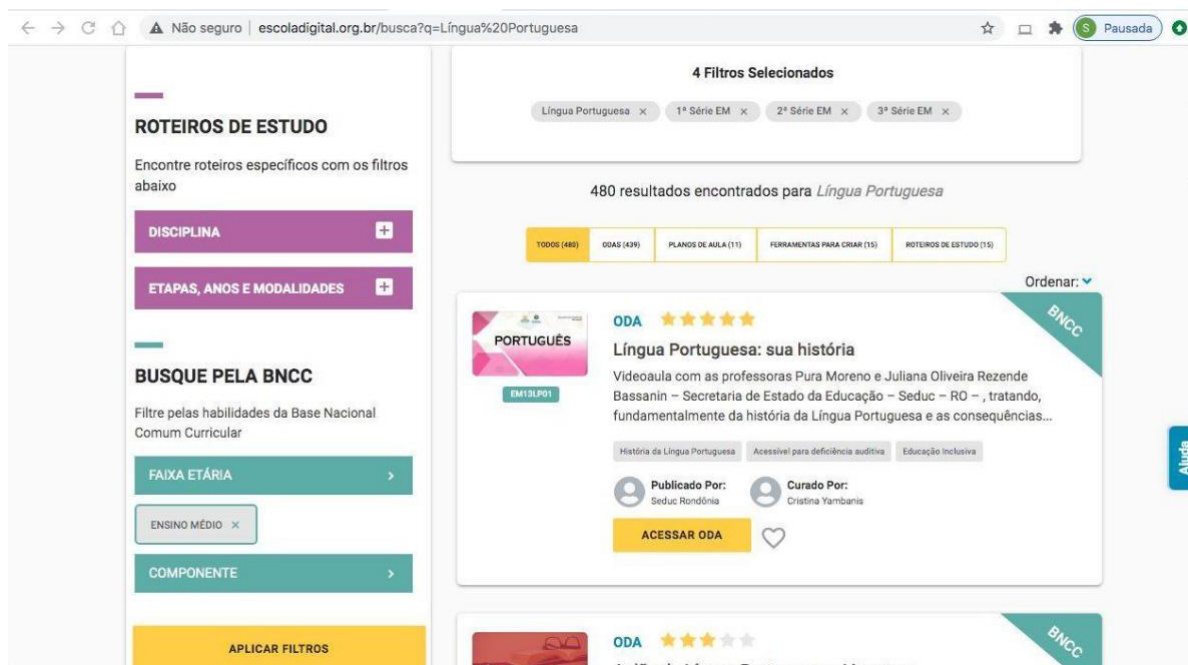 Não seguro | escoladigital.org.br/busca?q=Língua%20Portuguesa
S Pausada
ROTEIROS DE ESTUDO
Encontre roteiros específicos com os filtros
abaixo
DISCIPLINA
ETAPAS, ANOS E MODALIDADES
BUSQUE PELA BNCC
Filtre pelas habilidades da Base Nacional
Comum Curricular
FAIXA ETÁRIA
ENSINO MÉDIO ×
COMPONENTE
APLICAR FILTROS
4 Filtros Selecionados
Língua Portuguesa × 1ª Série EM × 2ª Série EM × 3ª Série EM ×
480 resultados encontrados para Língua Portuguesa
TODOS (480) ODAS (439) PLANOS DE AULA (11) FERRAMENTAS PARA CRIAR (15) ROTEIROS DE ESTUDO (15)
Ordenar:
BNCC
PORTUGUÊS
EM13LP01
ODA
Língua Portuguesa: sua história
Videoaula com as professoras Pura Moreno e Juliana Oliveira Rezende
Bassanin – Secretaria de Estado da Educação – Seduc – RO – , tratando,
fundamentalmente da história da Língua Portuguesa e as consequências...
História da Língua Portuguesa Acessível para deficiência auditiva Educação Inclusiva
Publicado Por: Curado Por:
Seduc Rondônia Cristina Yambanis
ACESSAR ODA
Ajuda
ODA
BNCC